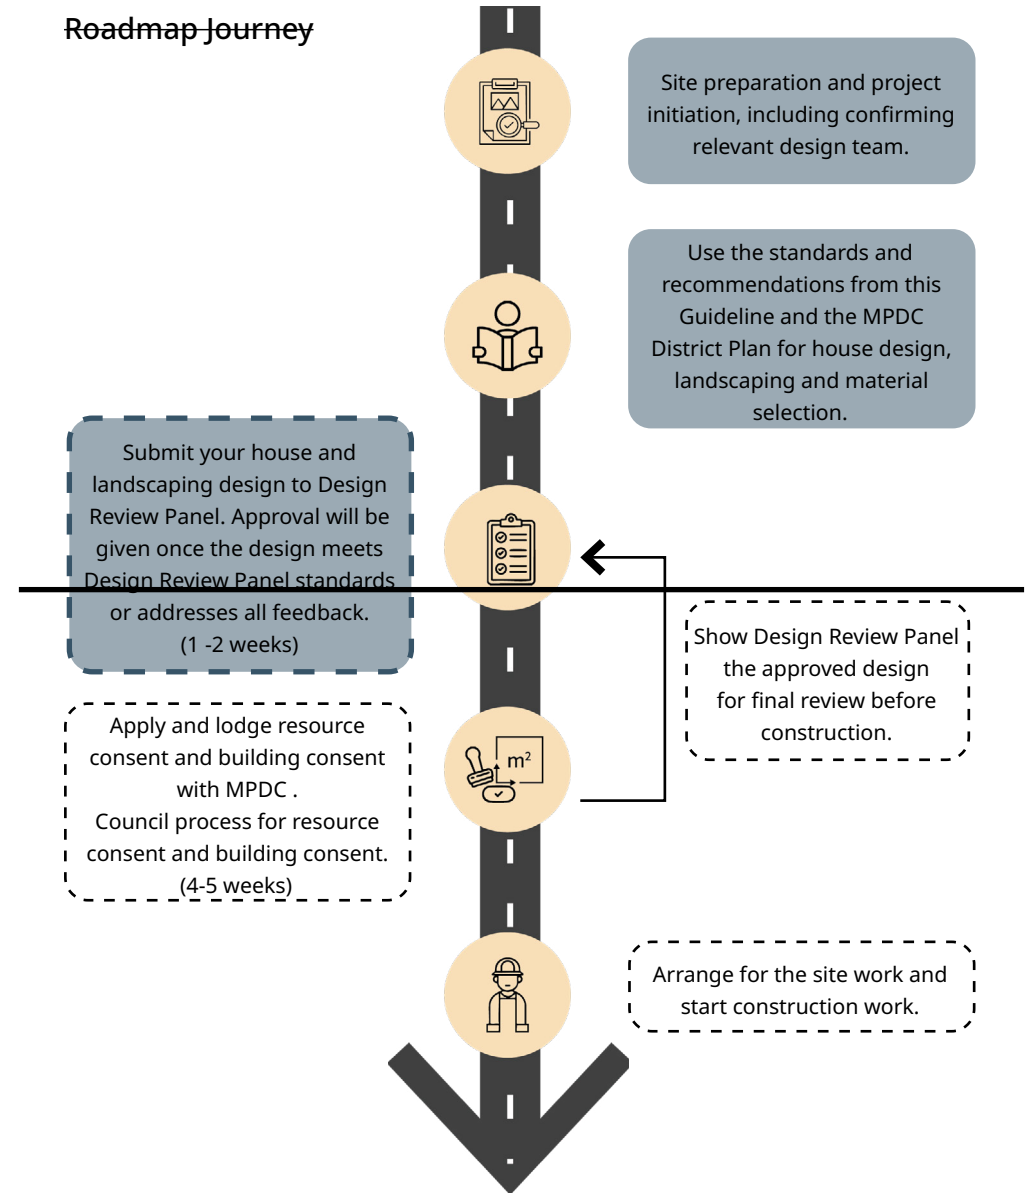 Roadmap Journey
Site preparation and project
initiation, including confirming
relevant design team.
Use the standards and
recommendations from this
Guideline and the MPDC
District Plan for house design,
landscaping and material
selection.
Submit your house and
landscaping design to Design
Review Panel. Approval will be
given once the design meets
Design Review Panel standards
or addresses all feedback.
(1 -2 weeks)
Show Design Review Panel
the approved design
for final review before
construction.
Apply and lodge resource
consent and building consent
with MPDC .
Council process for resource
consent and building consent.
(4-5 weeks)
m²
Arrange for the site work and
start construction work.